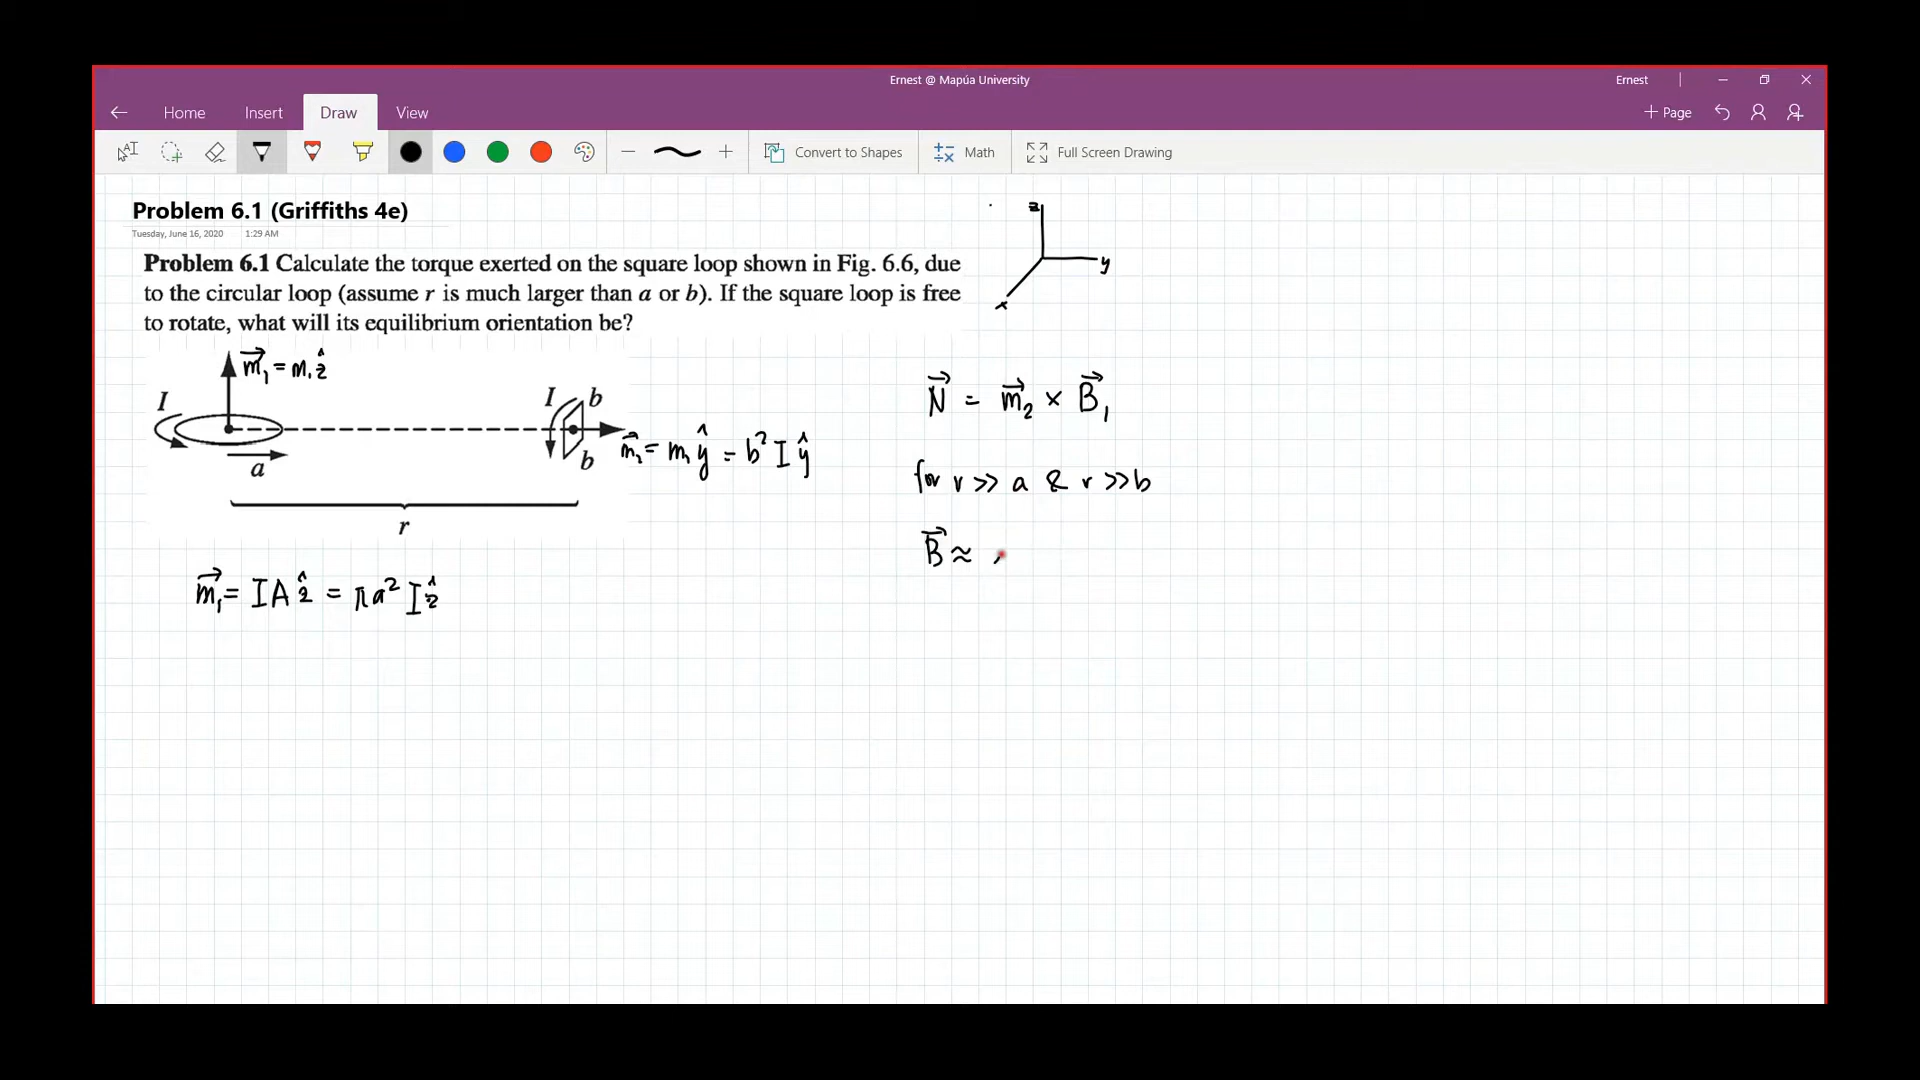 Ernest @ Mapúa University
Ernest
Home Insert Draw View
Page
Convert to Shapes Math Full Screen Drawing
Problem 6.1 (Griffiths 4e)
Tuesday, June 16, 2020 1:29 AM
Problem 6.1 Calculate the torque exerted on the square loop shown in Fig. 6.6, due
to the circular loop (assume r is much larger than a or b). If the square loop is free
to rotate, what will its equilibrium orientation be?
z
y
x
m⃗₁ = m₁ ẑ
I
a
r
I b
b
m⃗₂ = m₁ ŷ = b² I ŷ
m⃗₁ = I A ẑ = π a² I ẑ
N⃗ = m⃗₂ × B⃗₁
for r >> a & r >> b
B⃗ ≈